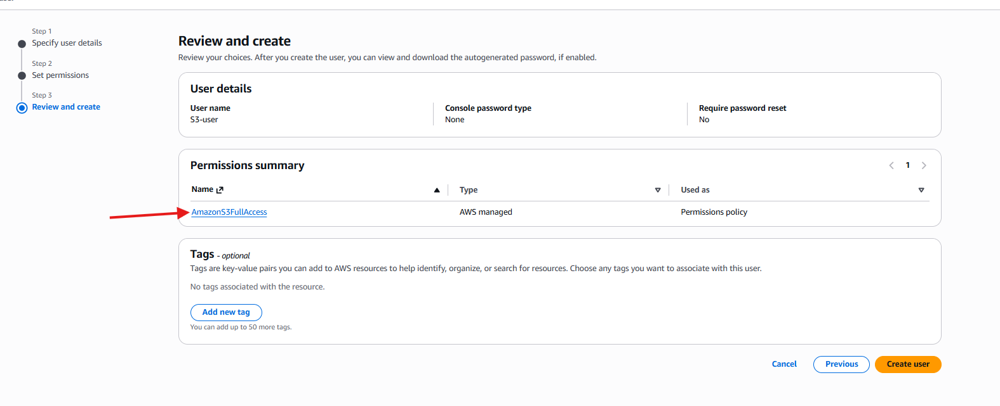 Step 1
Specify user details
Step 2
Set permissions
Step 3
Review and create
Review and create
Review your choices. After you create the user, you can view and download the autogenerated password, if enabled.
User details
User name
S3-user
Console password type
None
Require password reset
No
Permissions summary
1
Name
Type
Used as
AmazonS3FullAccess
AWS managed
Permissions policy
Tags - optional
Tags are key-value pairs you can add to AWS resources to help identify, organize, or search for resources. Choose any tags you want to associate with this user.
No tags associated with the resource.
Add new tag
You can add up to 50 more tags.
Cancel
Previous
Create user